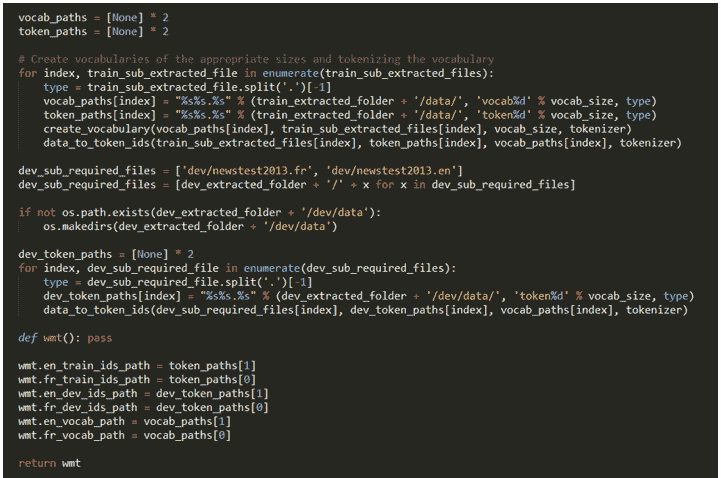 vocab_paths = [None] * 2
token_paths = [None] * 2
# Create vocabularies of the appropriate sizes and tokenizing the vocabulary
for index, train_sub_extracted_file in enumerate(train_sub_extracted_files):
type = train_sub_extracted_file.split('.')[-1]
vocab_paths[index] = "%s%s.%s" % (train_extracted_folder + '/data/', 'vocab%d' % vocab_size, type)
token_paths[index] = "%s%s.%s" % (train_extracted_folder + '/data/', 'token%d' % vocab_size, type)
create_vocabulary(vocab_paths[index], train_sub_extracted_files[index], vocab_size, tokenizer)
data_to_token_ids(train_sub_extracted_files[index], token_paths[index], vocab_paths[index], tokenizer)
dev_sub_required_files = ['dev/newstest2013.fr', 'dev/newstest2013.en']
dev_sub_required_files = [dev_extracted_folder + '/' + x for x in dev_sub_required_files]
if not os.path.exists(dev_extracted_folder + '/dev/data'):
os.makedirs(dev_extracted_folder + '/dev/data')
dev_token_paths = [None] * 2
for index, dev_sub_required_file in enumerate(dev_sub_required_files):
type = dev_sub_required_file.split('.')[-1]
dev_token_paths[index] = "%s%s.%s" % (dev_extracted_folder + '/dev/data/', 'token%d' % vocab_size, type)
data_to_token_ids(dev_sub_required_files[index], dev_token_paths[index], vocab_paths[index], tokenizer)
def wmt(): pass
wmt.en_train_ids_path = token_paths[1]
wmt.fr_train_ids_path = token_paths[0]
wmt.en_dev_ids_path = dev_token_paths[1]
wmt.fr_dev_ids_path = dev_token_paths[0]
wmt.en_vocab_path = vocab_paths[1]
wmt.fr_vocab_path = vocab_paths[0]
return wmt